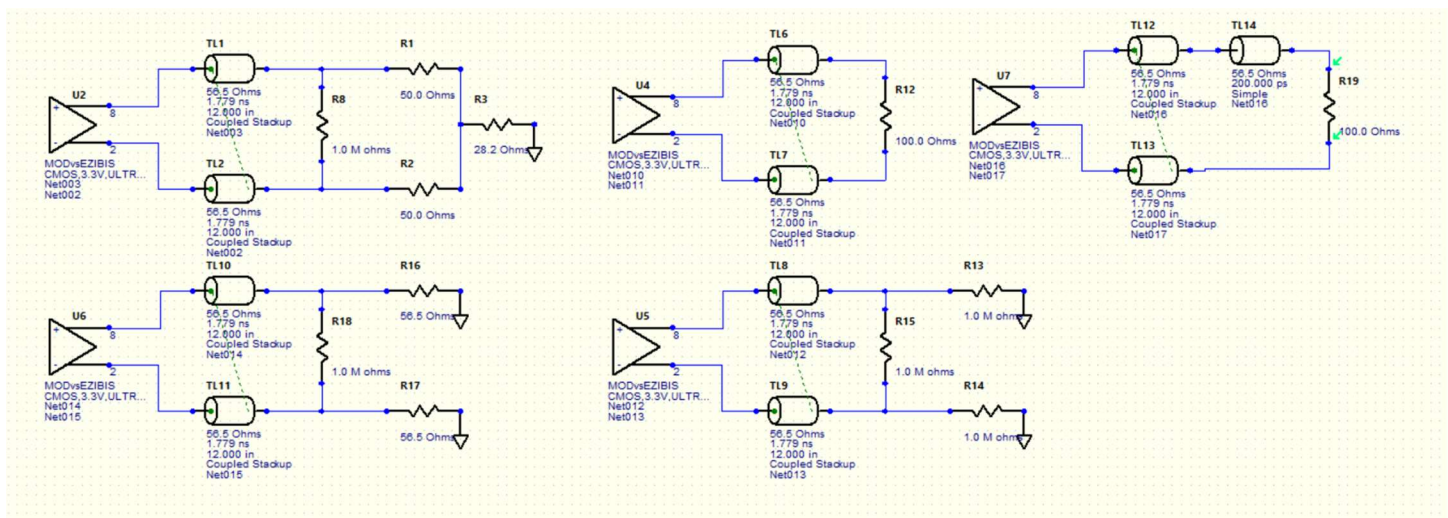 TL1
R1
56.5 Ohms
1.779 ns
12.000 in
Coupled Stackup
Net003
50.0 Ohms
U2
8
2
R8
1.0 M ohms
R3
28.2 Ohms
MODvsEZIBIS
CMOS,3.3V,ULTR...
Net003
Net002
TL2
R2
56.5 Ohms
1.779 ns
12.000 in
Coupled Stackup
Net002
50.0 Ohms
TL6
56.5 Ohms
1.779 ns
12.000 in
Coupled Stackup
Net010
U4
8
2
R12
100.0 Ohms
MODvsEZIBIS
CMOS,3.3V,ULTR...
Net010
Net011
TL7
56.5 Ohms
1.779 ns
12.000 in
Coupled Stackup
Net011
TL12
TL14
56.5 Ohms
1.779 ns
12.000 in
Coupled Stackup
Net016
56.5 Ohms
200.000 ps
Simple
Net016
U7
8
2
R19
100.0 Ohms
MODvsEZIBIS
CMOS,3.3V,ULTR...
Net016
Net017
TL13
56.5 Ohms
1.779 ns
12.000 in
Coupled Stackup
Net017
TL10
R16
56.5 Ohms
1.779 ns
12.000 in
Coupled Stackup
Net014
56.5 Ohms
U6
8
2
R18
1.0 M ohms
MODvsEZIBIS
CMOS,3.3V,ULTR...
Net014
Net015
TL11
R17
56.5 Ohms
1.779 ns
12.000 in
Coupled Stackup
Net015
56.5 Ohms
TL8
R13
56.5 Ohms
1.779 ns
12.000 in
Coupled Stackup
Net012
1.0 M ohms
U5
8
2
R15
1.0 M ohms
MODvsEZIBIS
CMOS,3.3V,ULTR...
Net012
Net013
TL9
R14
56.5 Ohms
1.779 ns
12.000 in
Coupled Stackup
Net013
1.0 M ohms